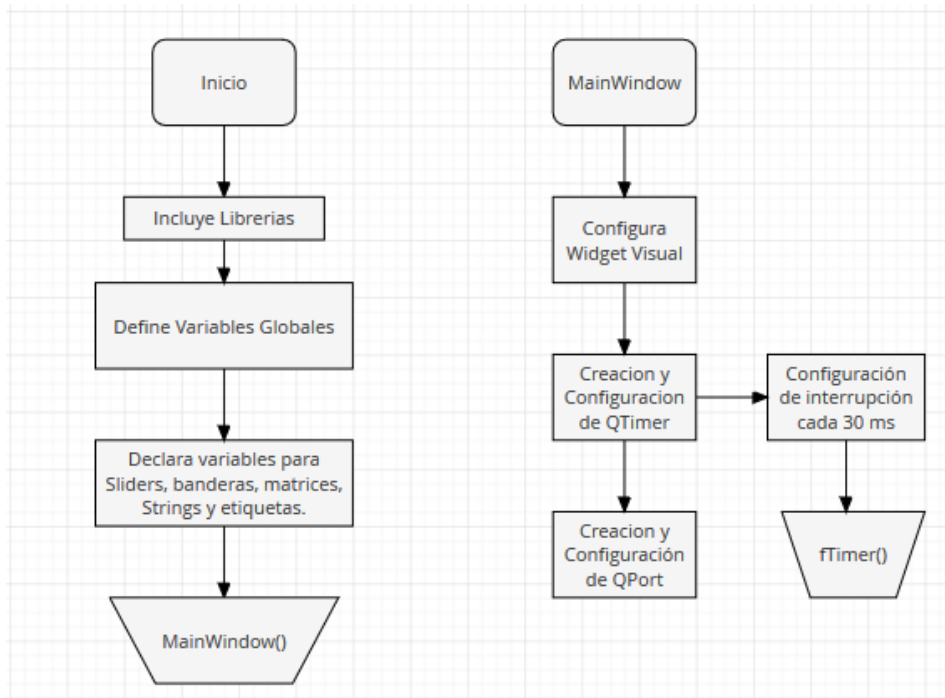 Inicio
Incluye Librerias
Define Variables Globales
Declara variables para
Sliders, banderas, matrices,
Strings y etiquetas.
MainWindow()
MainWindow
Configura
Widget Visual
Creacion y
Configuracion
de QTimer
Configuración
de interrupción
cada 30 ms
Creacion y
Configuración
de QPort
fTimer()